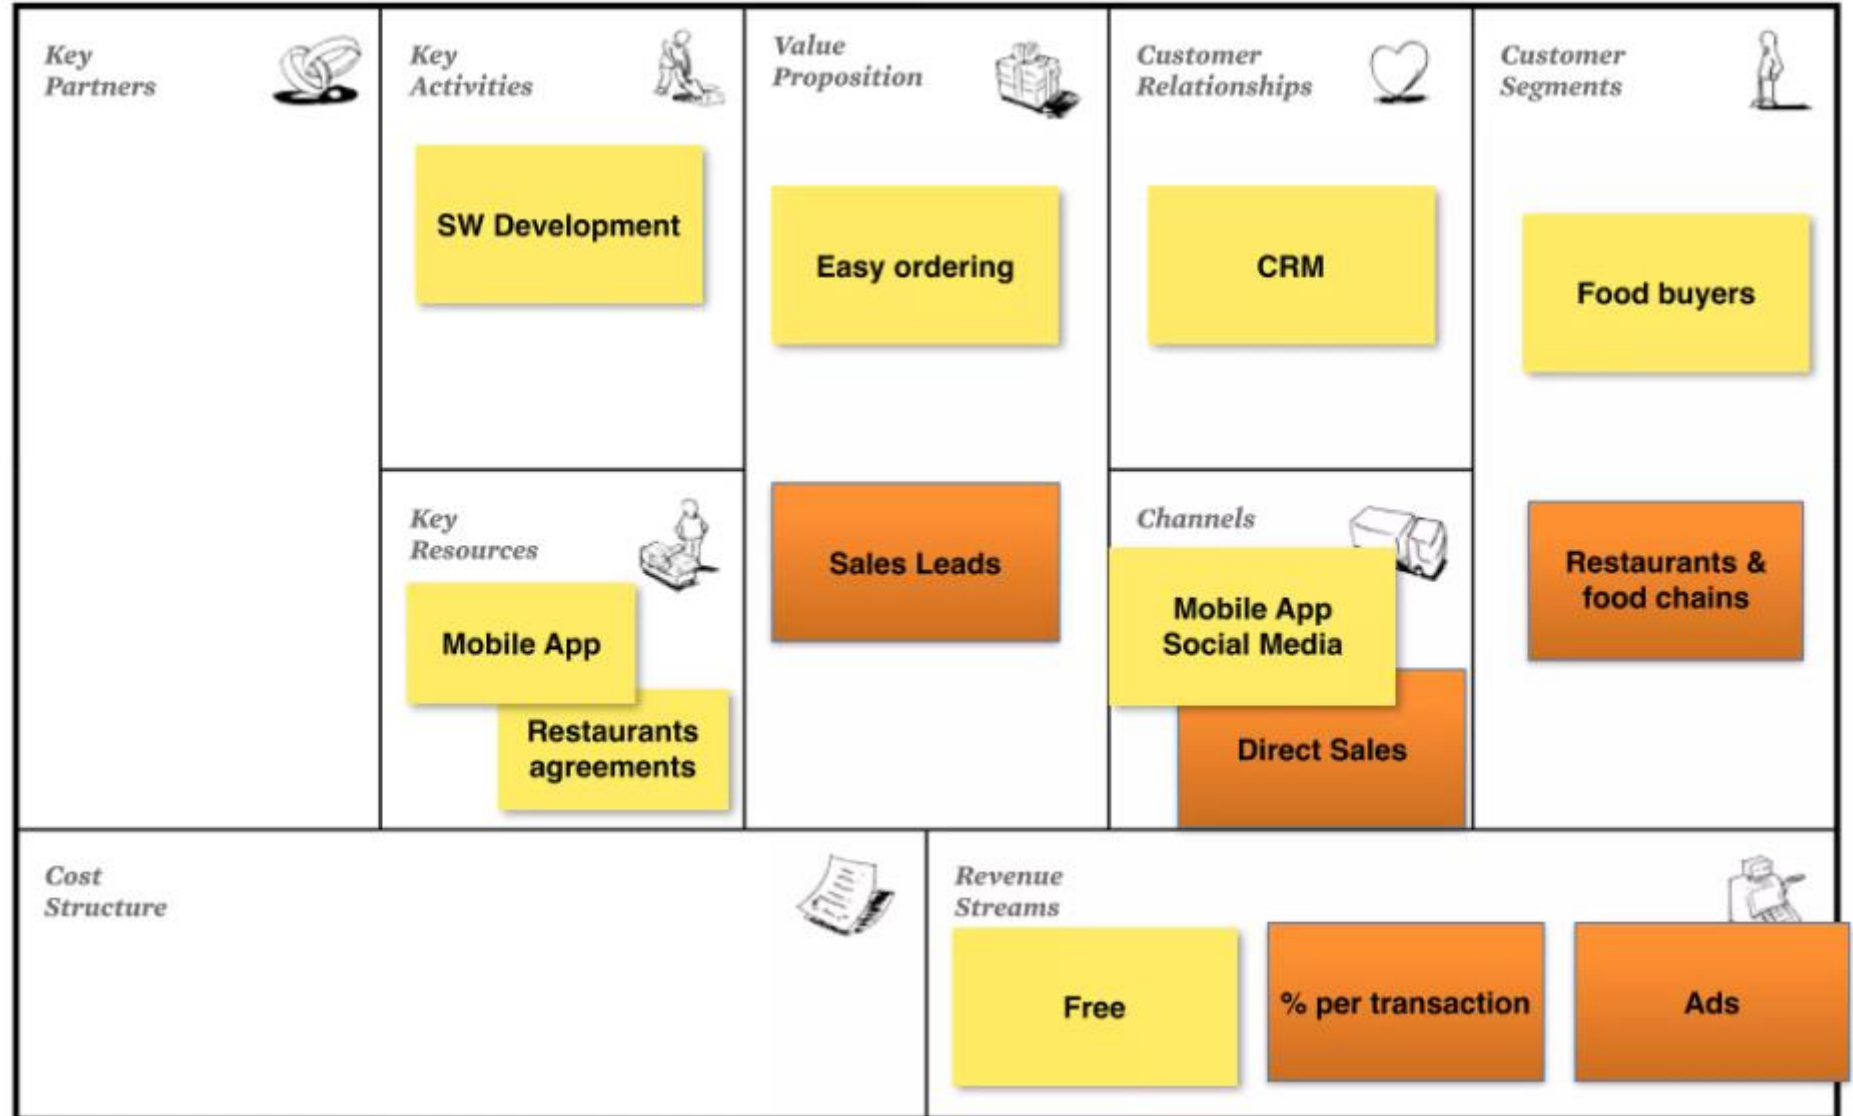 Key
Partners
Key
Activities
SW Development
Key
Resources
Mobile App
Restaurants
agreements
Value
Proposition
Easy ordering
Sales Leads
Customer
Relationships
CRM
Channels
Mobile App
Social Media
Direct Sales
Customer
Segments
Food buyers
Restaurants &
food chains
Cost
Structure
Revenue
Streams
Free
% per transaction
Ads